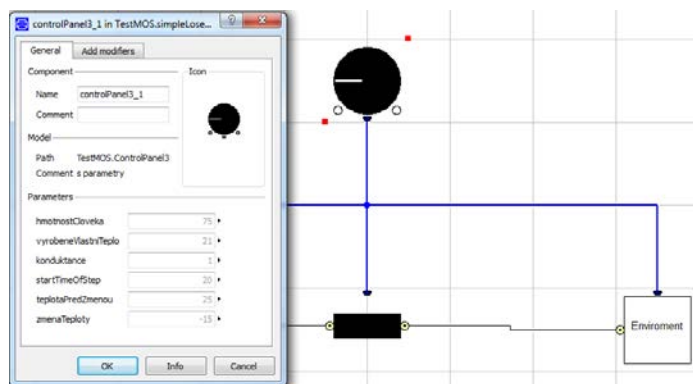 controlPanel3_1 in TestMOS.simpleLose...
General Add modifiers
Component
Icon
Name controlPanel3_1
Comment
Model
Path TestMOS.ControlPanel3
Comment s parametry
Parameters
hmotnostCloveka 75
vyrobeneVlastniTeplo 21
konduktance 1
startTimeOfStep 20
teplotaPredZmenou 25
zmenaTeploty -15
OK Info Cancel
Enviroment